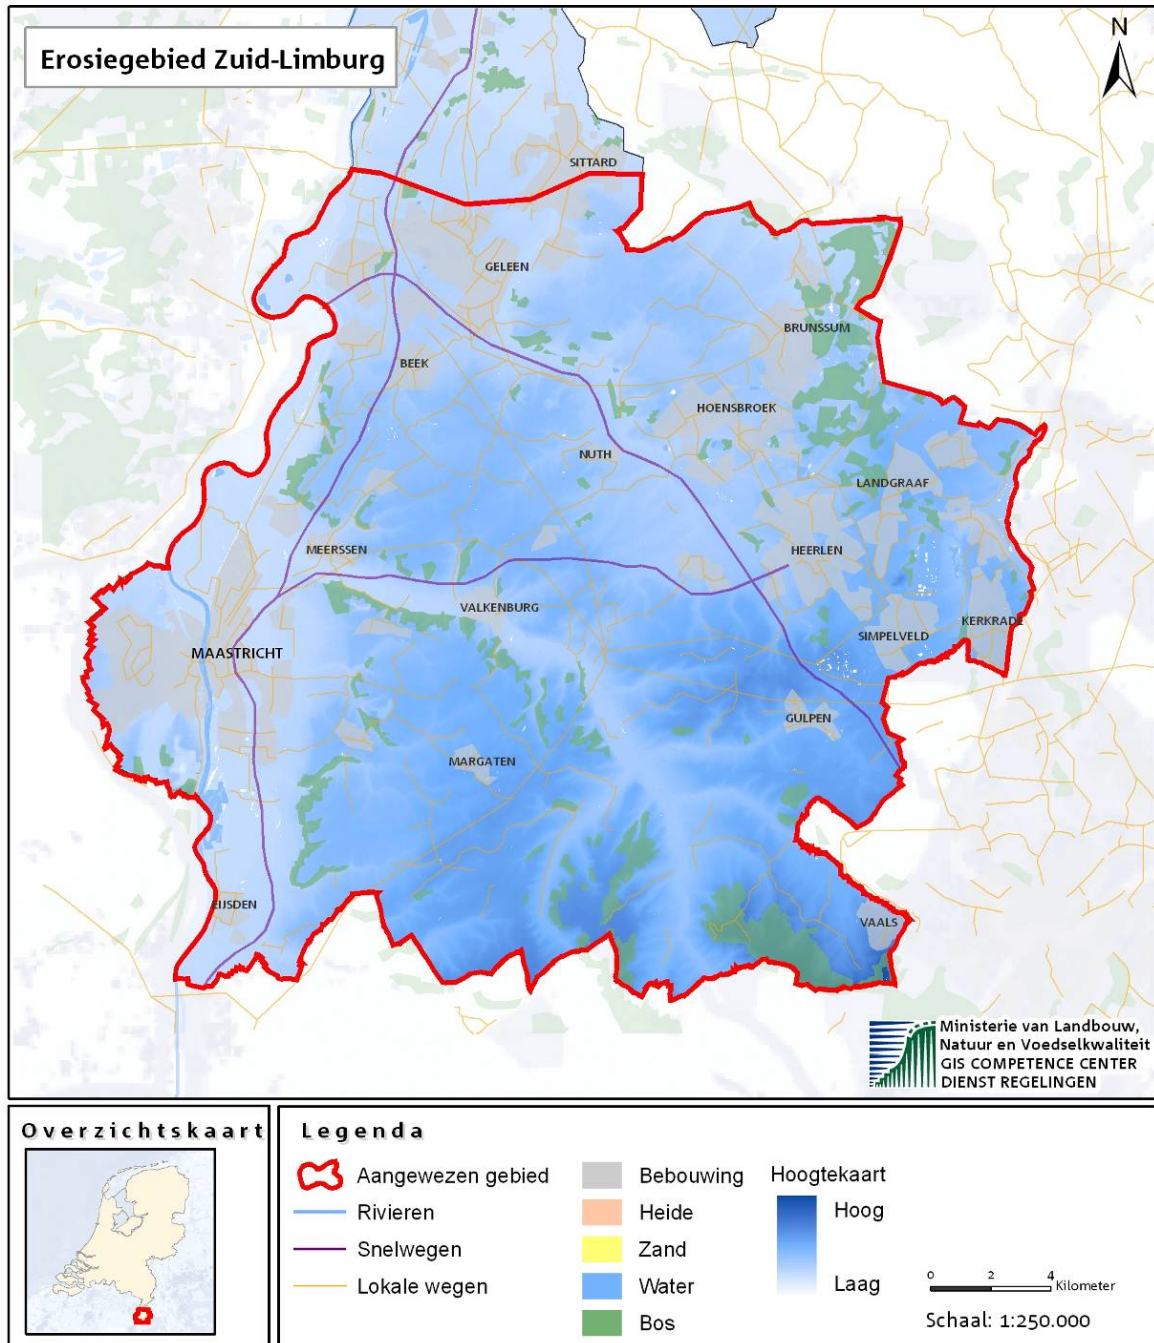 Erosiegebied Zuid-Limburg
N
SITTARD
GELEEN
BRUNSSUM
BEEK
HOENSBROEK
NUTH
LANDGRAAF
MEERSSEN
HEERLEN
VALKENBURG
KERKRADE
SIMPELVELD
MAASTRICHT
GULPEN
MARGATEN
EIJSDEN
VAALS
Ministerie van Landbouw,
Natuur en Voedselkwaliteit
GIS COMPETENCE CENTER
DIENST REGELINGEN
Overzichtskaart
Legenda
Aangewezen gebied
Rivieren
Snelwegen
Lokale wegen
Bebouwing
Heide
Zand
Water
Bos
Hoogtekaart
Hoog
Laag
0 2 4
Kilometer
Schaal: 1:250.000